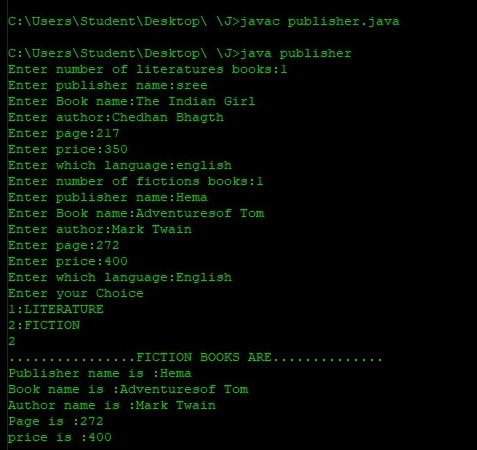 C:\Users\Student\Desktop\ \J>javac publisher.java
C:\Users\Student\Desktop\ \J>java publisher
Enter number of literatures books:1
Enter publisher name:sree
Enter Book name:The Indian Girl
Enter author:Chedhan Bhagth
Enter page:217
Enter price:350
Enter which language:english
Enter number of fictions books:1
Enter publisher name:Hema
Enter Book name:Adventuresof Tom
Enter author:Mark Twain
Enter page:272
Enter price:400
Enter which language:English
Enter your Choice
1:LITERATURE
2:FICTION
2
................FICTION BOOKS ARE..............
Publisher name is :Hema
Book name is :Adventuresof Tom
Author name is :Mark Twain
Page is :272
price is :400